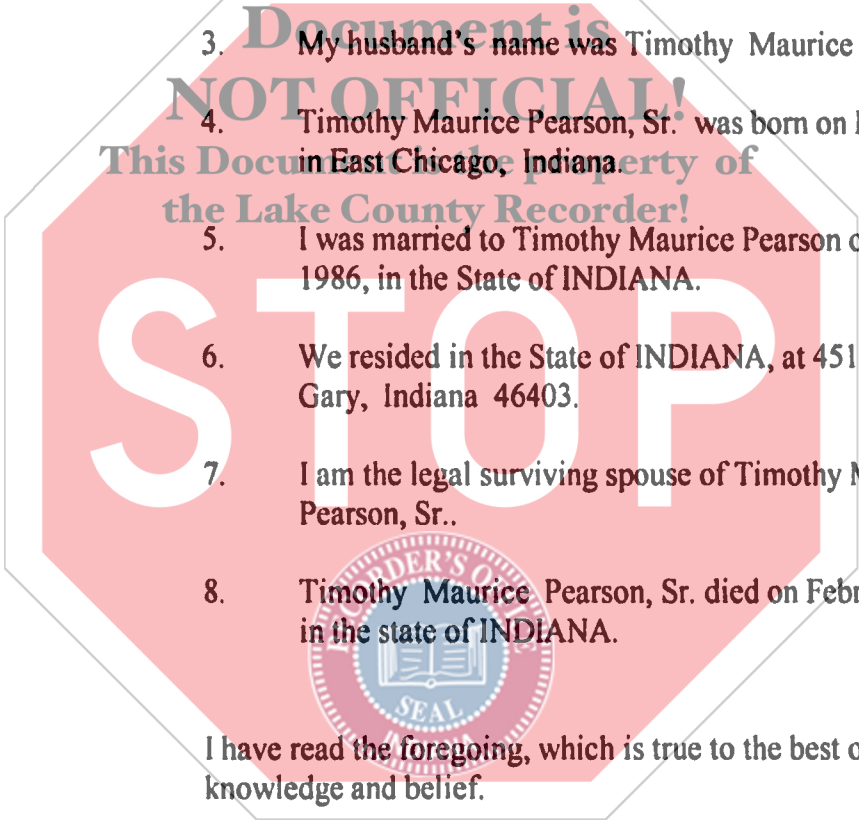 Document is
NOT OFFICIAL!
This Document is the property of
the Lake County Recorder!
STOP
3. My husband's name was Timothy Maurice
4. Timothy Maurice Pearson, Sr. was born on
in East Chicago, Indiana.
5. I was married to Timothy Maurice Pearson
1986, in the State of INDIANA.
6. We resided in the State of INDIANA, at 451
Gary, Indiana 46403.
7. I am the legal surviving spouse of Timothy
Pearson, Sr..
8. Timothy Maurice Pearson, Sr. died on Febr
in the state of INDIANA.
RECORDER'S OFFICE
SEAL
INDIANA
I have read the foregoing, which is true to the best
knowledge and belief.